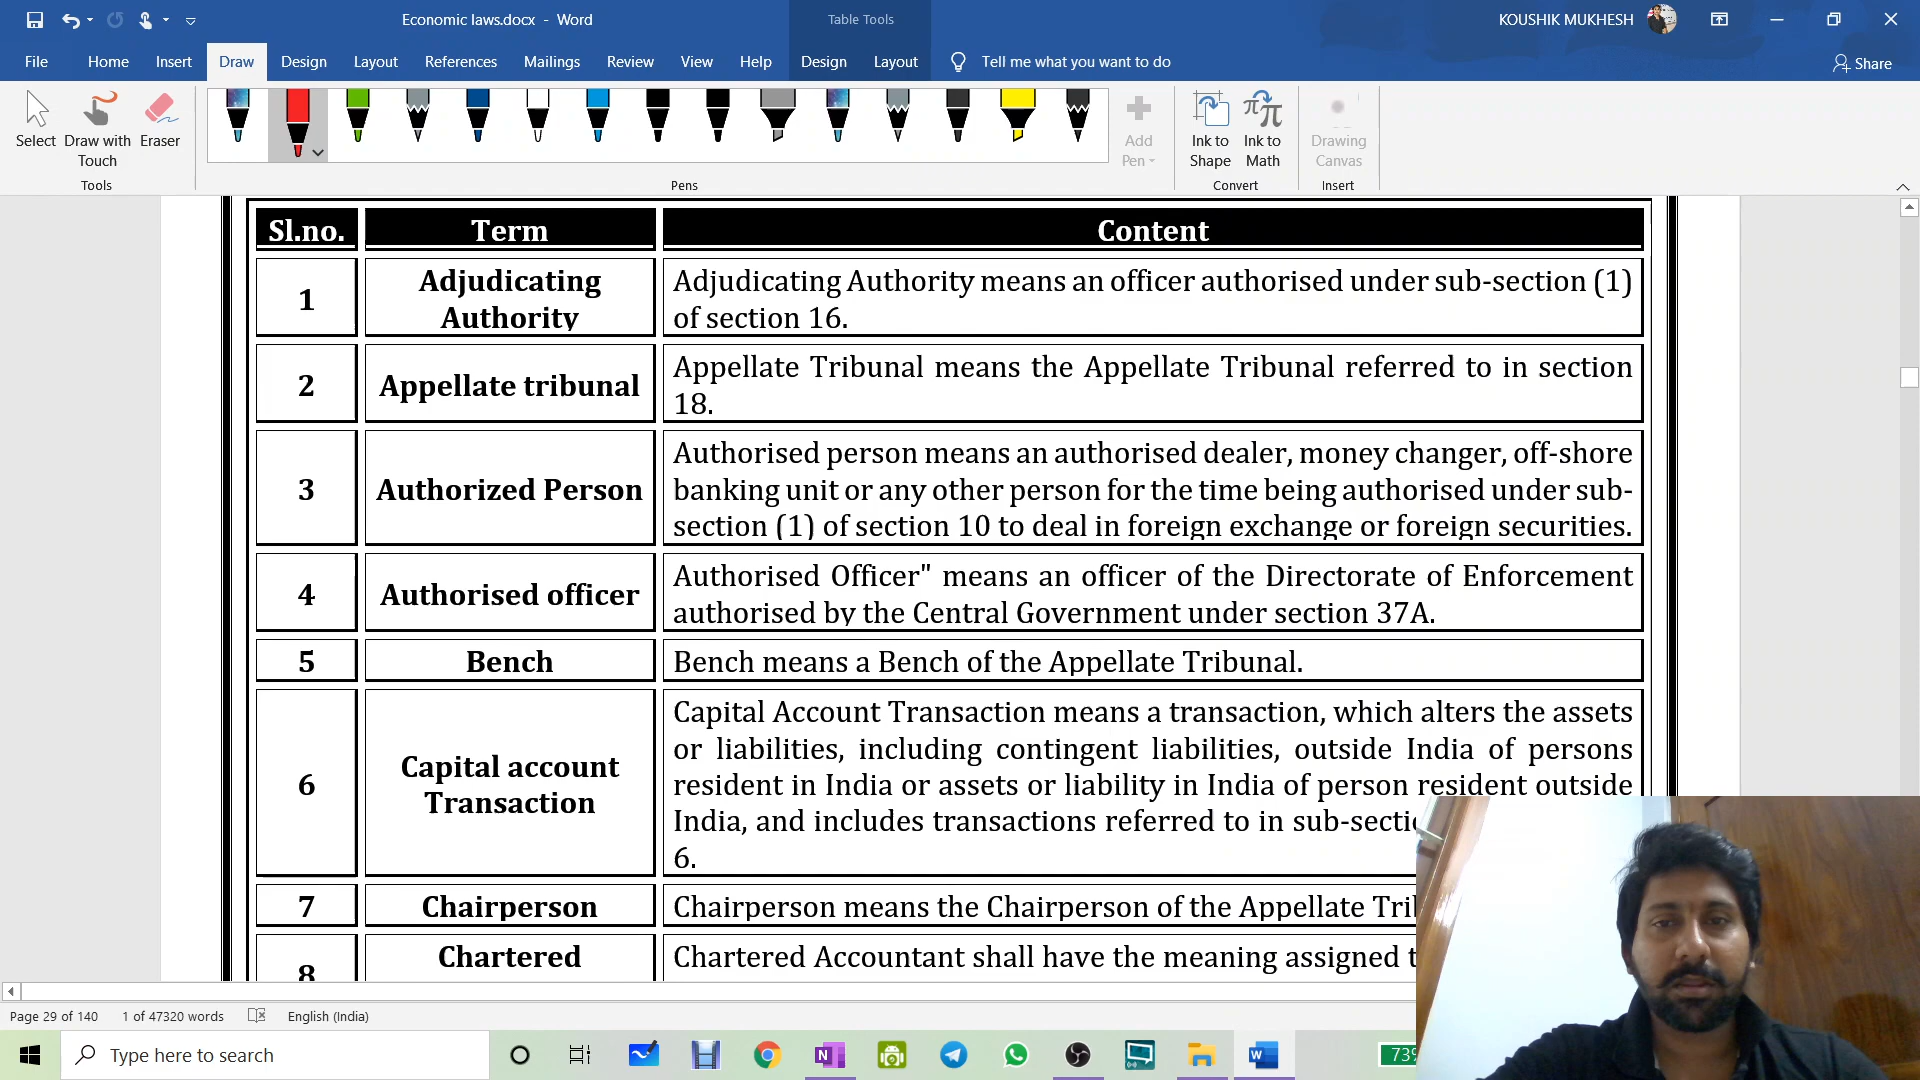 Economic laws.docx - Word
Table Tools
KOUSHIK MUKHESH
File Home Insert Draw Design Layout References Mailings Review View Help Design Layout Tell me what you want to do Share
Select
Draw with Touch
Eraser
Tools
Pens
Add Pen
Ink to Shape
Ink to Math
Convert
Drawing Canvas
Insert
Sl.no. Term Content
1 Adjudicating Authority
Adjudicating Authority means an officer authorised under sub-section (1)
of section 16.
2 Appellate tribunal
Appellate Tribunal means the Appellate Tribunal referred to in section
18.
3 Authorized Person
Authorised person means an authorised dealer, money changer, off-shore
banking unit or any other person for the time being authorised under sub-
section (1) of section 10 to deal in foreign exchange or foreign securities.
4 Authorised officer
Authorised Officer" means an officer of the Directorate of Enforcement
authorised by the Central Government under section 37A.
5 Bench
Bench means a Bench of the Appellate Tribunal.
6 Capital account Transaction
Capital Account Transaction means a transaction, which alters the assets
or liabilities, including contingent liabilities, outside India of persons
resident in India or assets or liability in India of person resident outside
India, and includes transactions referred to in
6.
7 Chairperson
Chairperson means the Chairperson of the Appellate
8 Chartered
Chartered Accountant shall have the meaning assigned
Page 29 of 140 1 of 47320 words English (India)
Type here to search
73%